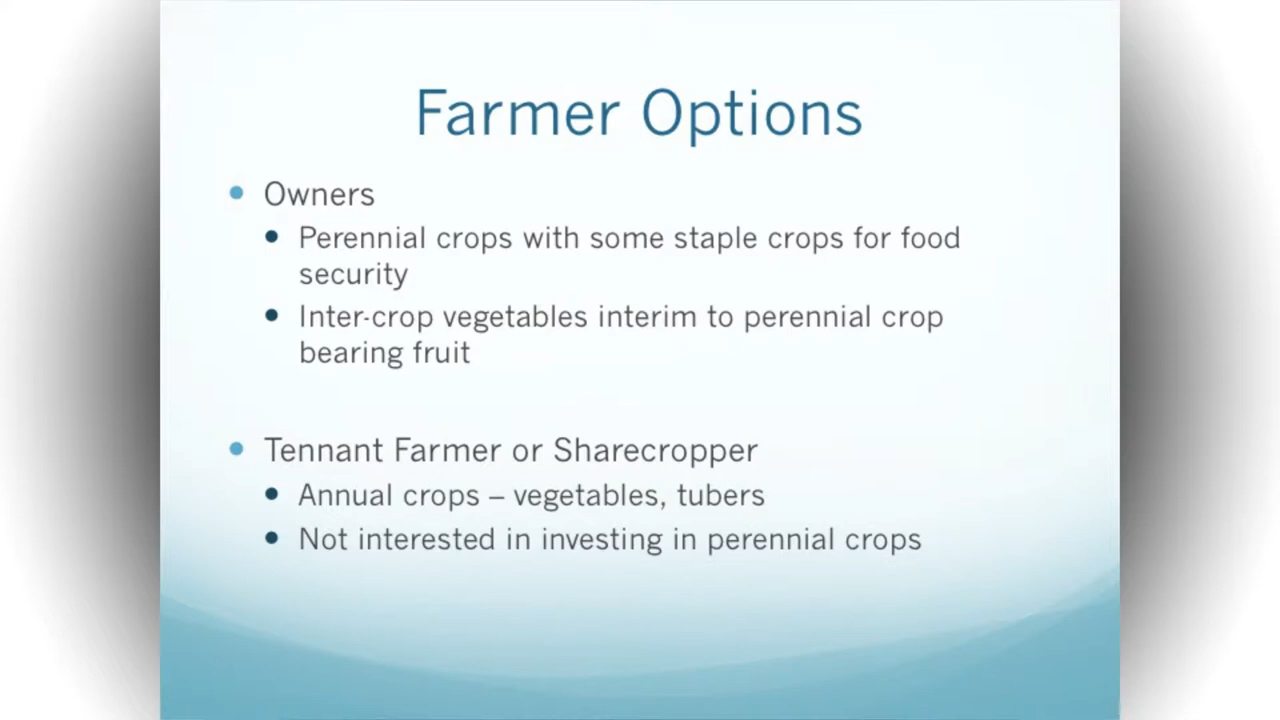 Farmer Options
• Owners
• Perennial crops with some staple crops for food
security
• Inter-crop vegetables interim to perennial crop
bearing fruit
• Tennant Farmer or Sharecropper
• Annual crops – vegetables, tubers
• Not interested in investing in perennial crops